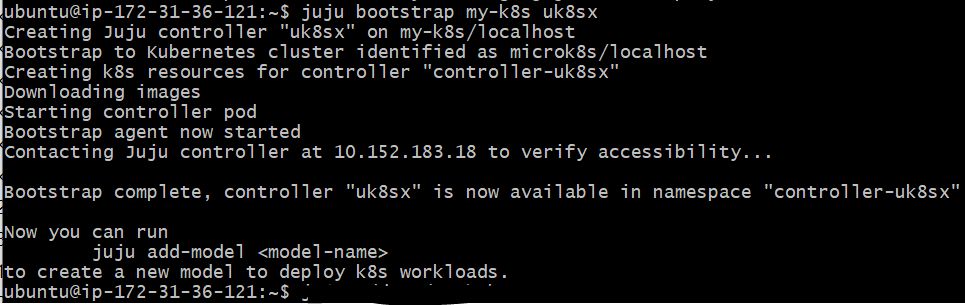 ubuntu@ip-172-31-36-121:~$ juju bootstrap my-k8s uk8sx
Creating Juju controller "uk8sx" on my-k8s/localhost
Bootstrap to Kubernetes cluster identified as microk8s/localhost
Creating k8s resources for controller "controller-uk8sx"
Downloading images
Starting controller pod
Bootstrap agent now started
Contacting Juju controller at 10.152.183.18 to verify accessibility...
Bootstrap complete, controller "uk8sx" is now available in namespace "controller-uk8sx"
Now you can run
juju add-model <model-name>
to create a new model to deploy k8s workloads.
ubuntu@ip-172-31-36-121:~$